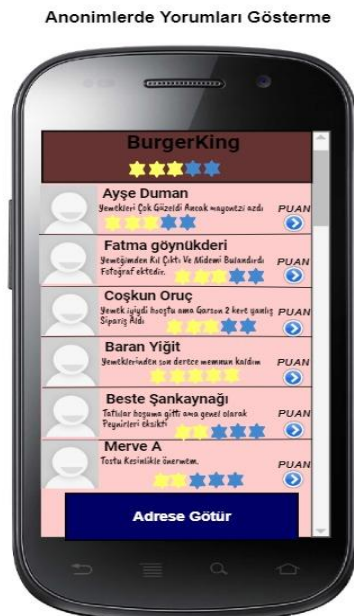 Anonimlerde Yorumları Gösterme
BurgerKing
Ayşe Duman
Yemekleri Çok Güzeldi Ancak mayonezi azdı
PUAN
Fatma göynükderi
Yemeğimden Kıl Çıktı Ve Midemi Bulandırdı
Fotoğraf ektedir.
PUAN
Coşkun Oruç
Yemek iyiydi hoştu ama Garson 2 kere yanlış
Sipariş Aldı
PUAN
Baran Yiğit
Yemeklerinden son derece memnun kaldım
PUAN
Beste Şankaynağı
Tatlılar hoşuma gitti ama genel olarak
Peynirleri eksikti
PUAN
Merve A
Tostu Kesinlikle önermem.
PUAN
Adrese Götür